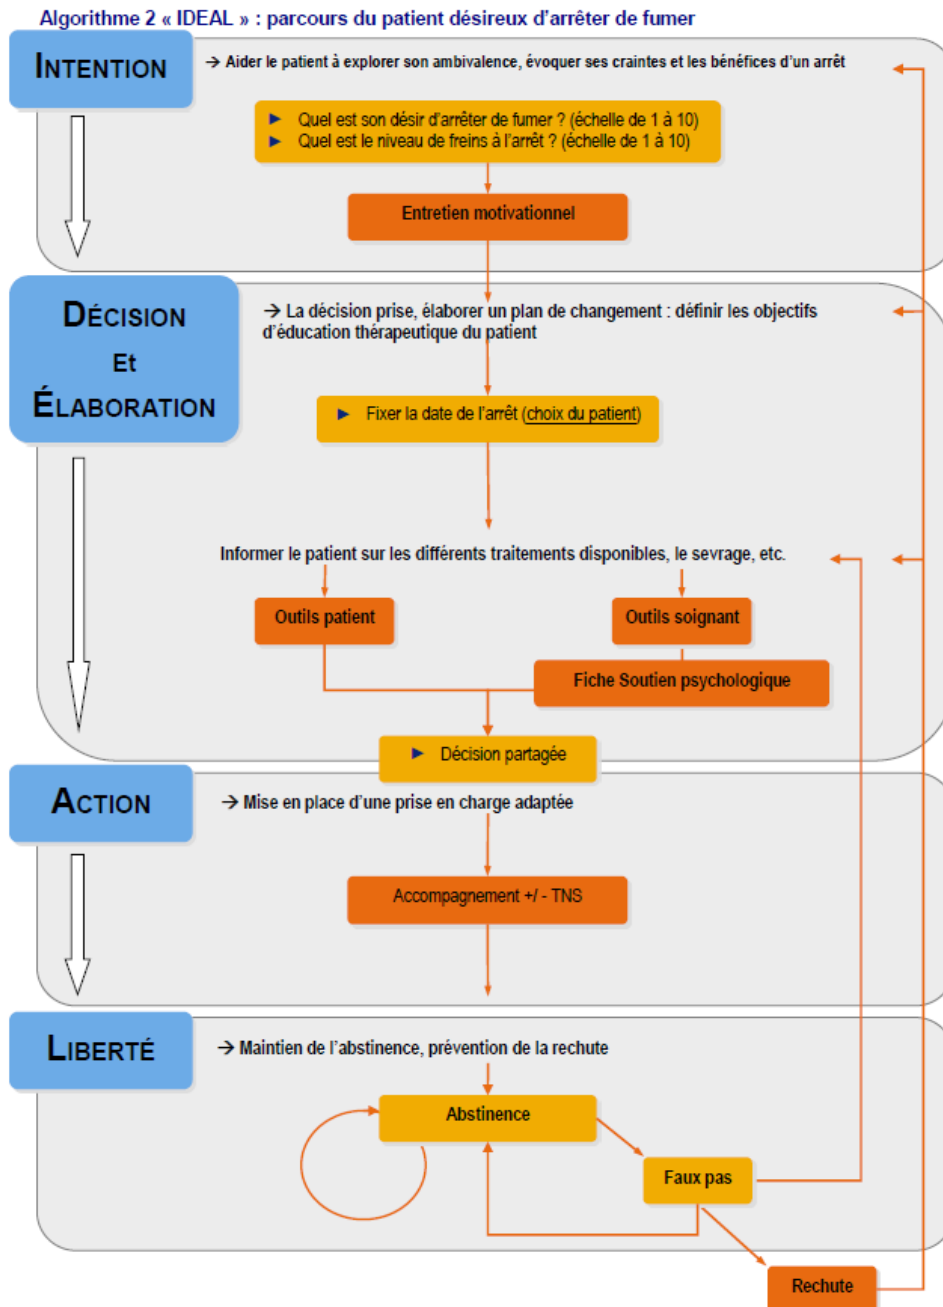 Algorithme 2 « IDEAL » : parcours du patient désireux d'arrêter de fumer
INTENTION
→ Aider le patient à explorer son ambivalence, évoquer ses craintes et les bénéfices d'un arrêt
► Quel est son désir d'arrêter de fumer ? (échelle de 1 à 10)
► Quel est le niveau de freins à l'arrêt ? (échelle de 1 à 10)
Entretien motivationnel
DÉCISION
ET
ÉLABORATION
→ La décision prise, élaborer un plan de changement : définir les objectifs
d'éducation thérapeutique du patient
► Fixer la date de l'arrêt (choix du patient)
Informer le patient sur les différents traitements disponibles, le sevrage, etc.
Outils patient
Outils soignant
Fiche Soutien psychologique
► Décision partagée
ACTION
→ Mise en place d'une prise en charge adaptée
Accompagnement +/ - TNS
LIBERTÉ
→ Maintien de l'abstinence, prévention de la rechute
Abstinence
Faux pas
Rechute